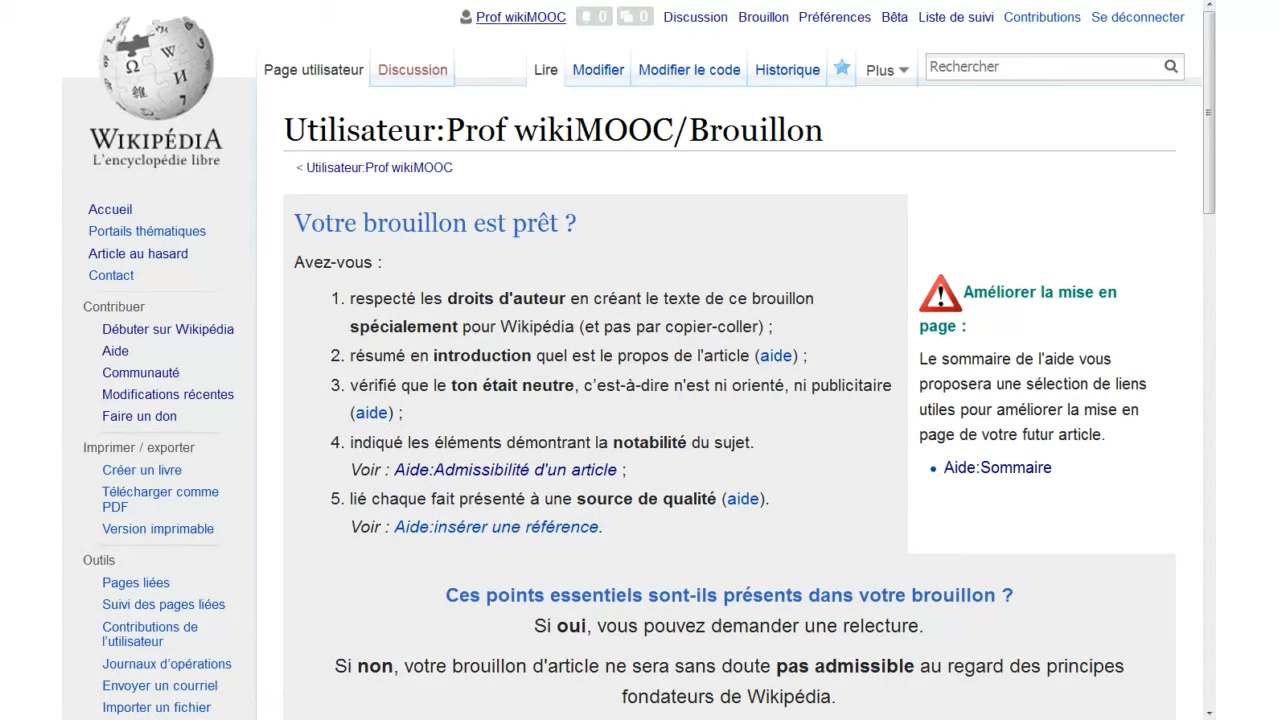 Prof wikiMOOC 0 0 Discussion Brouillon Préférences Bêta Liste de suivi Contributions Se déconnecter
Page utilisateur Discussion Lire Modifier Modifier le code Historique Plus Rechercher
WIKIPÉDIA
L'encyclopédie libre
Accueil
Portails thématiques
Article au hasard
Contact
Contribuer
Débuter sur Wikipédia
Aide
Communauté
Modifications récentes
Faire un don
Imprimer / exporter
Créer un livre
Télécharger comme
PDF
Version imprimable
Outils
Pages liées
Suivi des pages liées
Contributions de
l'utilisateur
Journaux d'opérations
Envoyer un courriel
Importer un fichier
Utilisateur:Prof wikiMOOC/Brouillon
< Utilisateur:Prof wikiMOOC
Votre brouillon est prêt ?
Avez-vous :
1. respecté les droits d'auteur en créant le texte de ce brouillon
spécialement pour Wikipédia (et pas par copier-coller) ;
2. résumé en introduction quel est le propos de l'article (aide) ;
3. vérifié que le ton était neutre, c'est-à-dire n'est ni orienté, ni publicitaire
(aide) ;
4. indiqué les éléments démontrant la notabilité du sujet.
Voir : Aide:Admissibilité d'un article ;
5. lié chaque fait présenté à une source de qualité (aide).
Voir : Aide:insérer une référence.
Améliorer la mise en
page :
Le sommaire de l'aide vous
proposera une sélection de liens
utiles pour améliorer la mise en
page de votre futur article.
• Aide:Sommaire
Ces points essentiels sont-ils présents dans votre brouillon ?
Si oui, vous pouvez demander une relecture.
Si non, votre brouillon d'article ne sera sans doute pas admissible au regard des principes
fondateurs de Wikipédia.